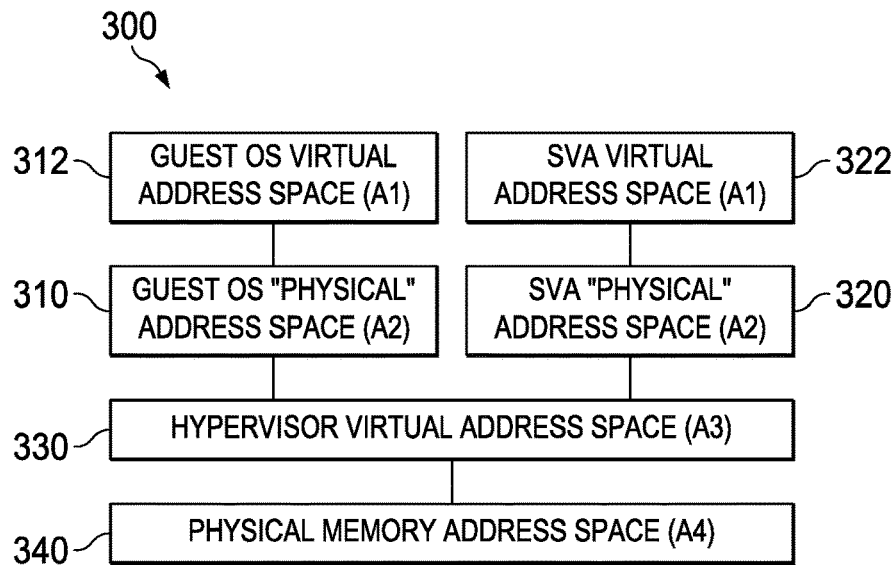 300
312
GUEST OS VIRTUAL
ADDRESS SPACE (A1)
SVA VIRTUAL
ADDRESS SPACE (A1)
322
310
GUEST OS "PHYSICAL"
ADDRESS SPACE (A2)
SVA "PHYSICAL"
ADDRESS SPACE (A2)
320
330
HYPERVISOR VIRTUAL ADDRESS SPACE (A3)
340
PHYSICAL MEMORY ADDRESS SPACE (A4)